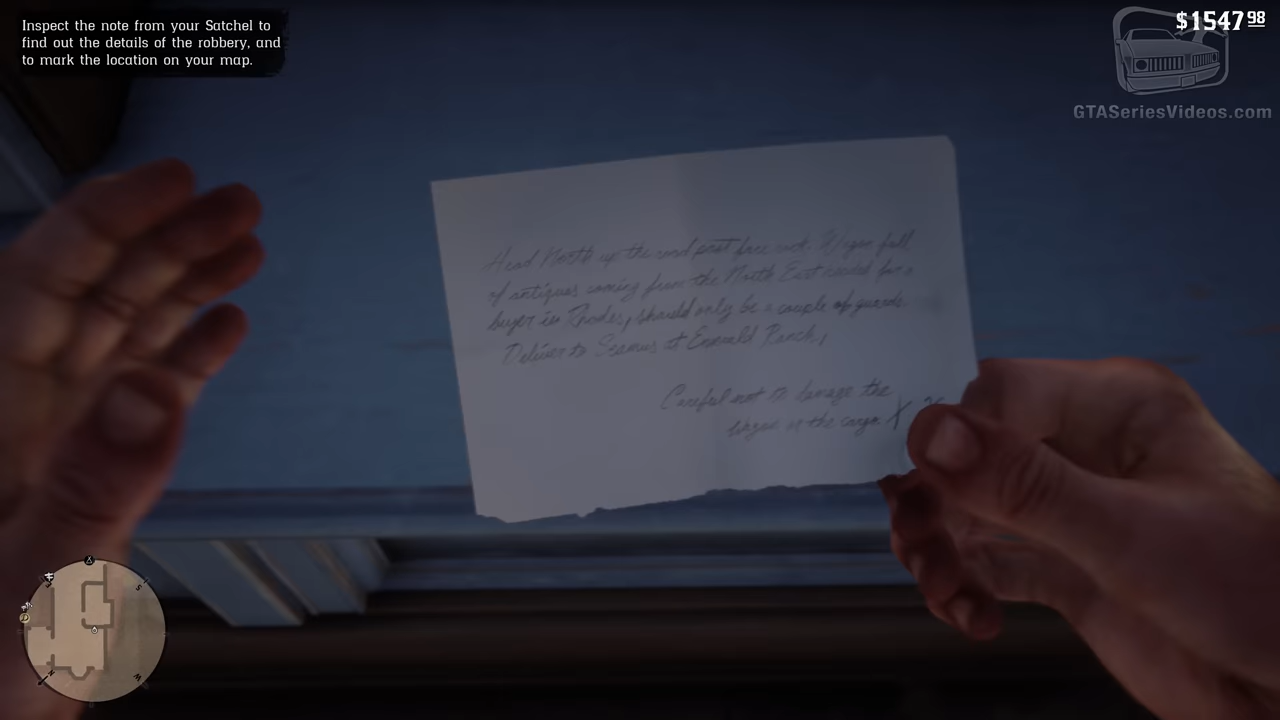 Inspect the note from your Satchel to
find out the details of the robbery, and
to mark the location on your map.
$1547 98
GTASeriesVideos.com
Head North up the road past face rock. Wagon full
of antiques coming from the North East headed for a
buyer in Rhodes, should only be a couple of guards.
Deliver to Seamus at Emerald Ranch,
Careful not to damage the
Wagon or the cargo